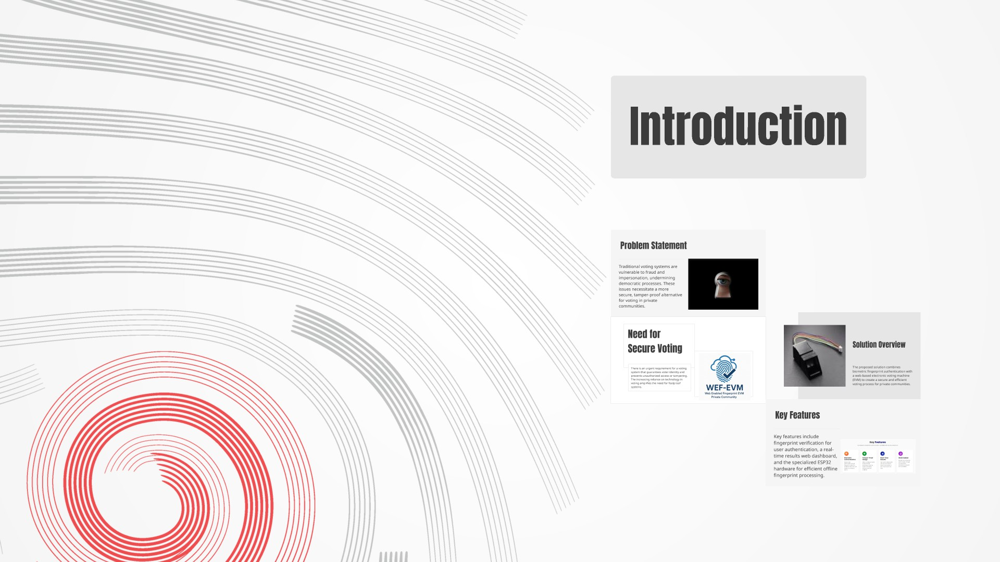 Introduction
Problem Statement
Traditional voting systems are
vulnerable to fraud and
impersonation, undermining
democratic processes. These
issues necessitate a more
secure, tamper-proof alternative
for voting in private
communities.
Need for
Secure Voting
There is an urgent requirement for a voting
system that guarantees voter identity and
prevents unauthorized access or tampering.
The increasing reliance on technology in
voting amplifies the need for foolproof
systems.
WEF-EVM
Web Enabled Fingerprint EVM
Private Community
Solution Overview
The proposed solution combines
biometric fingerprint authentication with
a web-based electronic voting machine
(EVM) to create a secure and efficient
voting process for private communities.
Key Features
Key features include
fingerprint verification for
user authentication, a real-
time results web dashboard,
and the specialized ESP32
hardware for efficient offline
fingerprint processing.
Key Features